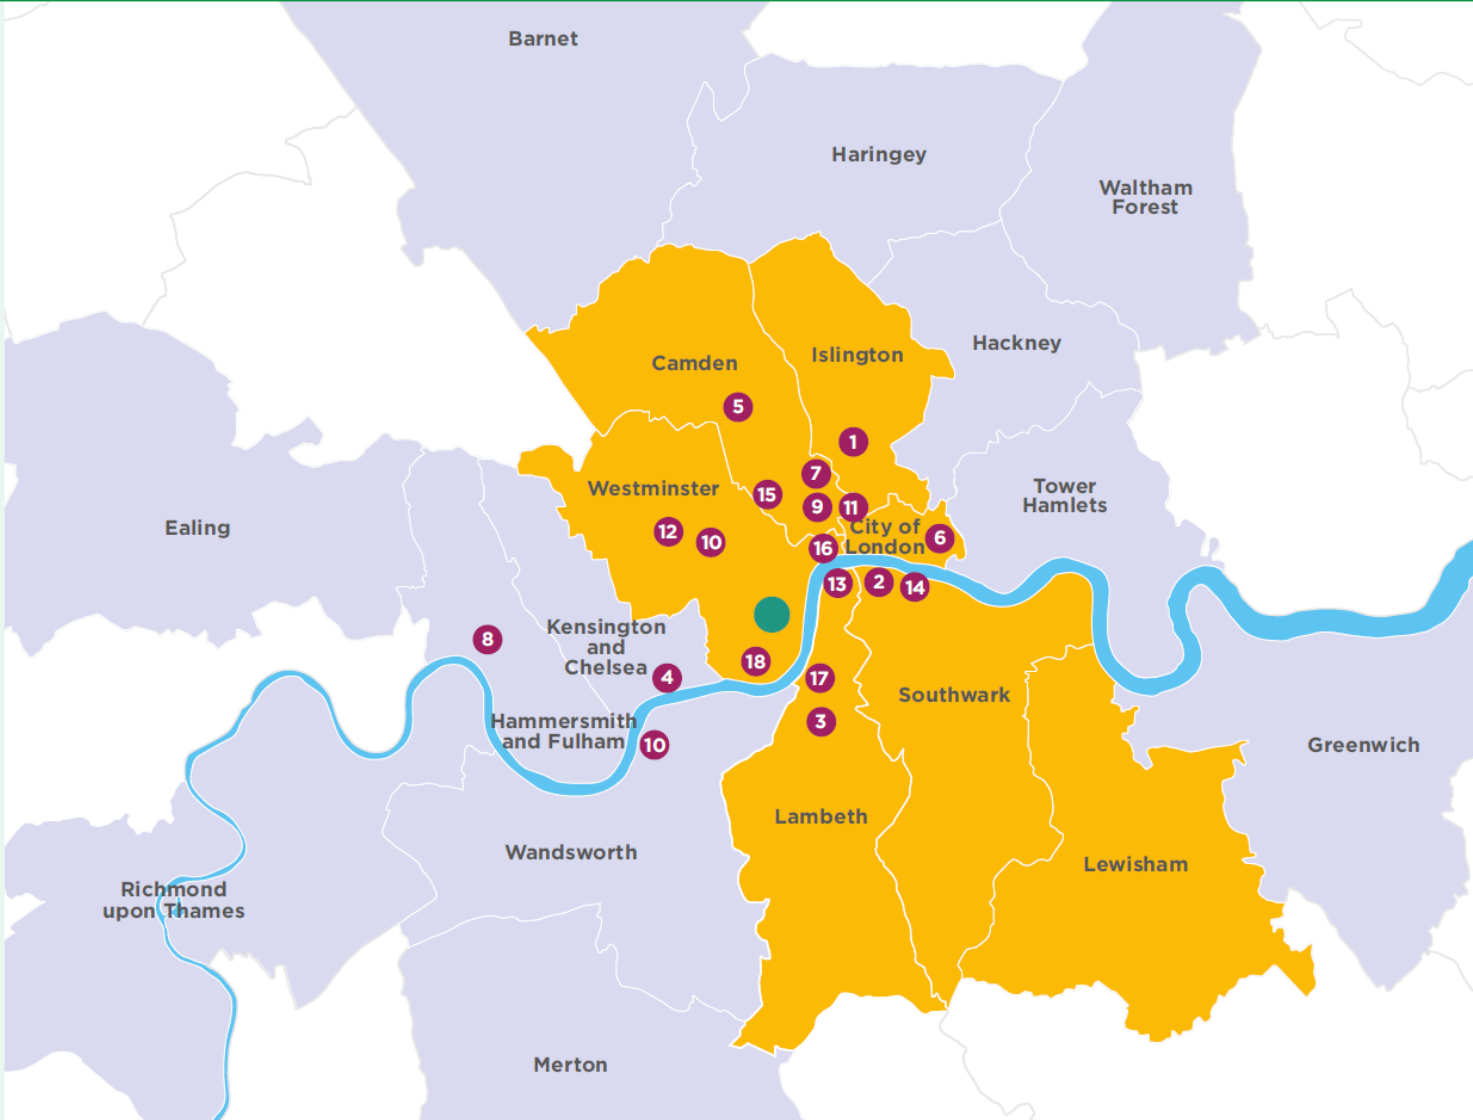 Barnet
Haringey
Waltham
Forest
Hackney
Islington
Camden
5
1
7
Westminster
15
9
11
Tower
Hamlets
Ealing
12
10
City of
London
6
16
13
2
14
Kensington
and
Chelsea
8
18
4
17
Southwark
3
Hammersmith
and Fulham
10
Greenwich
Lambeth
Wandsworth
Lewisham
Richmond
upon Thames
Merton